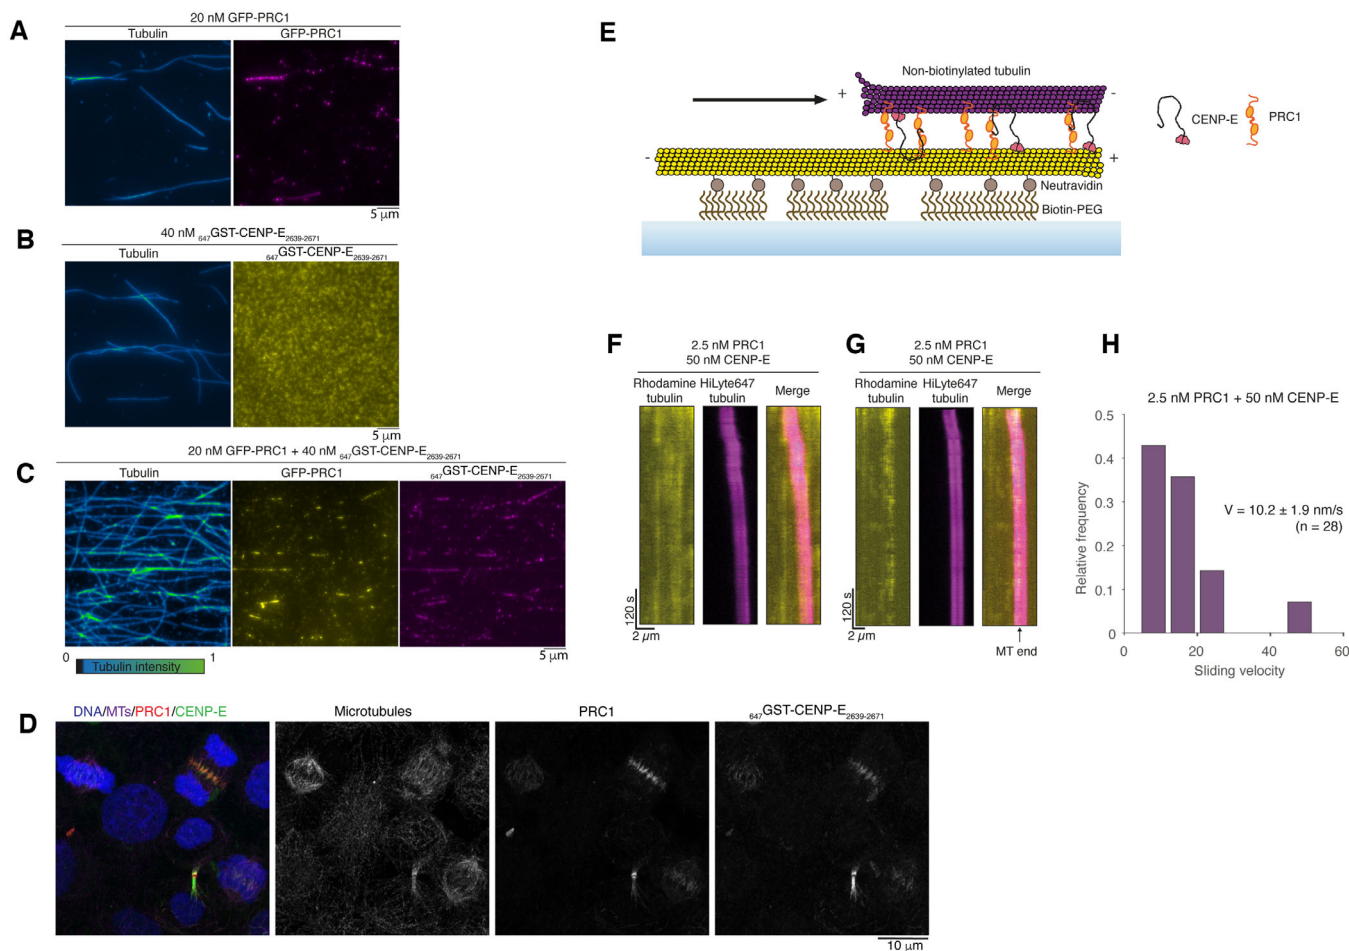 A
20 nM GFP-PRC1
Tubulin
GFP-PRC1
5 µm
B
40 nM 647GST-CENP-E2639-2671
Tubulin
647GST-CENP-E2639-2671
5 µm
C
20 nM GFP-PRC1 + 40 nM 647GST-CENP-E2639-2671
Tubulin
GFP-PRC1
647GST-CENP-E2639-2671
0
1
Tubulin intensity
5 µm
D
DNA/MTs/PRC1/CENP-E
Microtubules
PRC1
647GST-CENP-E2639-2671
10 µm
E
Non-biotinylated tubulin
+
-
-
+
CENP-E
PRC1
Neutravidin
Biotin-PEG
F
2.5 nM PRC1
50 nM CENP-E
Rhodamine
tubulin
HiLyte647
tubulin
Merge
120 s
2 µm
G
2.5 nM PRC1
50 nM CENP-E
Rhodamine
tubulin
HiLyte647
tubulin
Merge
120 s
2 µm
MT end
H
2.5 nM PRC1 + 50 nM CENP-E
0.5
0.4
0.3
0.2
0.1
0
Relative frequency
V = 10.2 ± 1.9 nm/s
(n = 28)
0
20
40
60
Sliding velocity